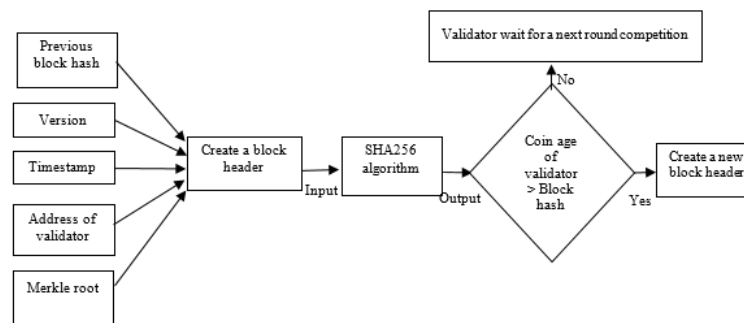 Previous
block hash
Version
Timestamp
Address of
validator
Merkle root
Create a block
header
Input
SHA256
algorithm
Output
Coin age
of
validator
> Block
hash
No
Validator wait for a next round competition
Yes
Create a new
block header